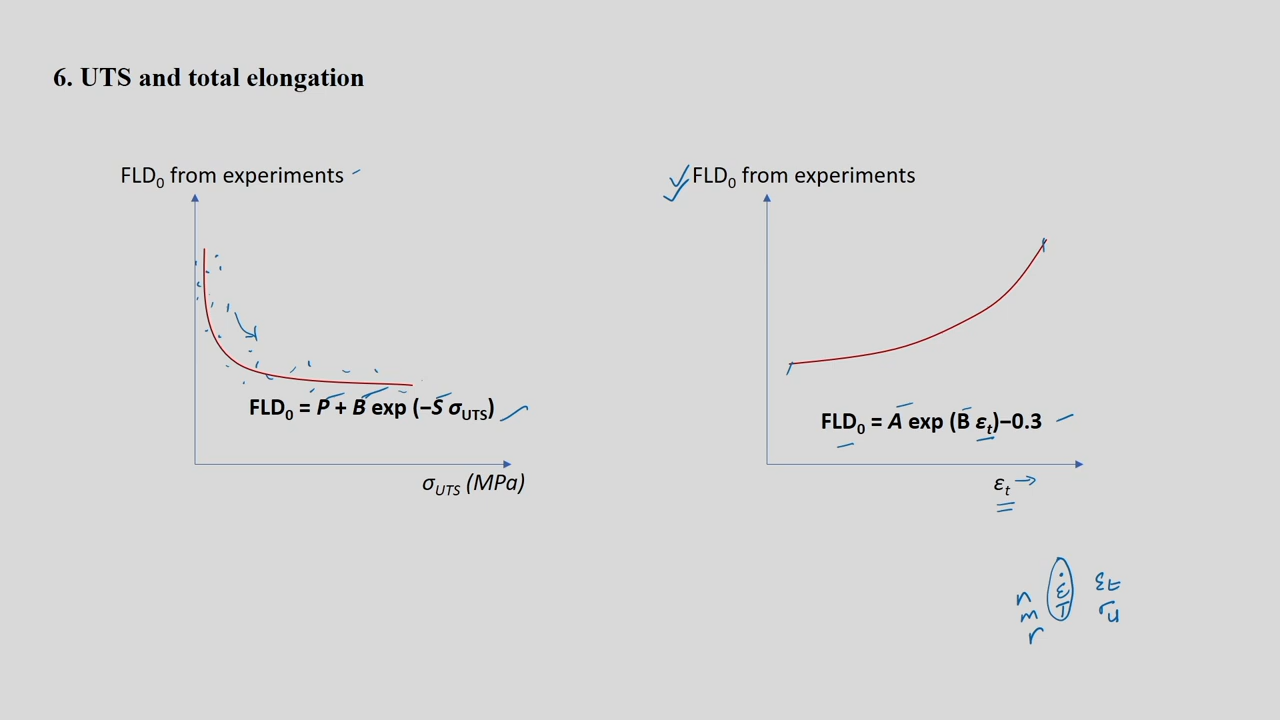 6. UTS and total elongation
FLD₀ from experiments
FLD₀ = P + B exp (−S σUTS)
σUTS (MPa)
FLD₀ from experiments
FLD₀ = A exp (B εt)−0.3
εt
n ε̇ εt
m T σu
r